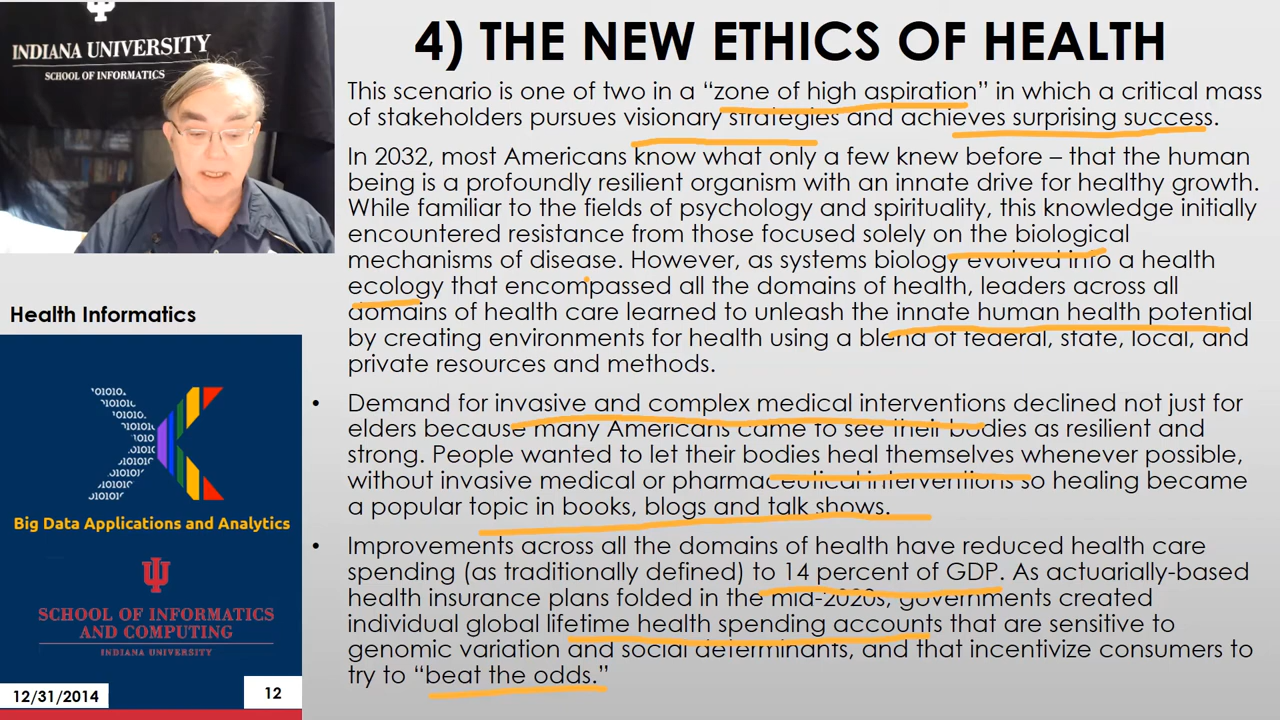 INDIANA UNIVERSITY
SCHOOL OF INFORMATICS
4) THE NEW ETHICS OF HEALTH
This scenario is one of two in a “zone of high aspiration” in which a critical mass
of stakeholders pursues visionary strategies and achieves surprising success.
In 2032, most Americans know what only a few knew before – that the human
being is a profoundly resilient organism with an innate drive for healthy growth.
While familiar to the fields of psychology and spirituality, this knowledge initially
encountered resistance from those focused solely on the biological
mechanisms of disease. However, as systems biology evolved into a health
ecology that encompassed all the domains of health, leaders across all
domains of health care learned to unleash the innate human health potential
by creating environments for health using a blend of federal, state, local, and
private resources and methods.
• Demand for invasive and complex medical interventions declined not just for
elders because many Americans came to see their bodies as resilient and
strong. People wanted to let their bodies heal themselves whenever possible,
without invasive medical or pharmaceutical interventions so healing became
a popular topic in books, blogs and talk shows.
• Improvements across all the domains of health have reduced health care
spending (as traditionally defined) to 14 percent of GDP. As actuarially-based
health insurance plans folded in the mid-2020s, governments created
individual global lifetime health spending accounts that are sensitive to
genomic variation and social determinants, and that incentivize consumers to
try to “beat the odds.”
Health Informatics
Big Data Applications and Analytics
SCHOOL OF INFORMATICS
AND COMPUTING
INDIANA UNIVERSITY
12/31/2014
12